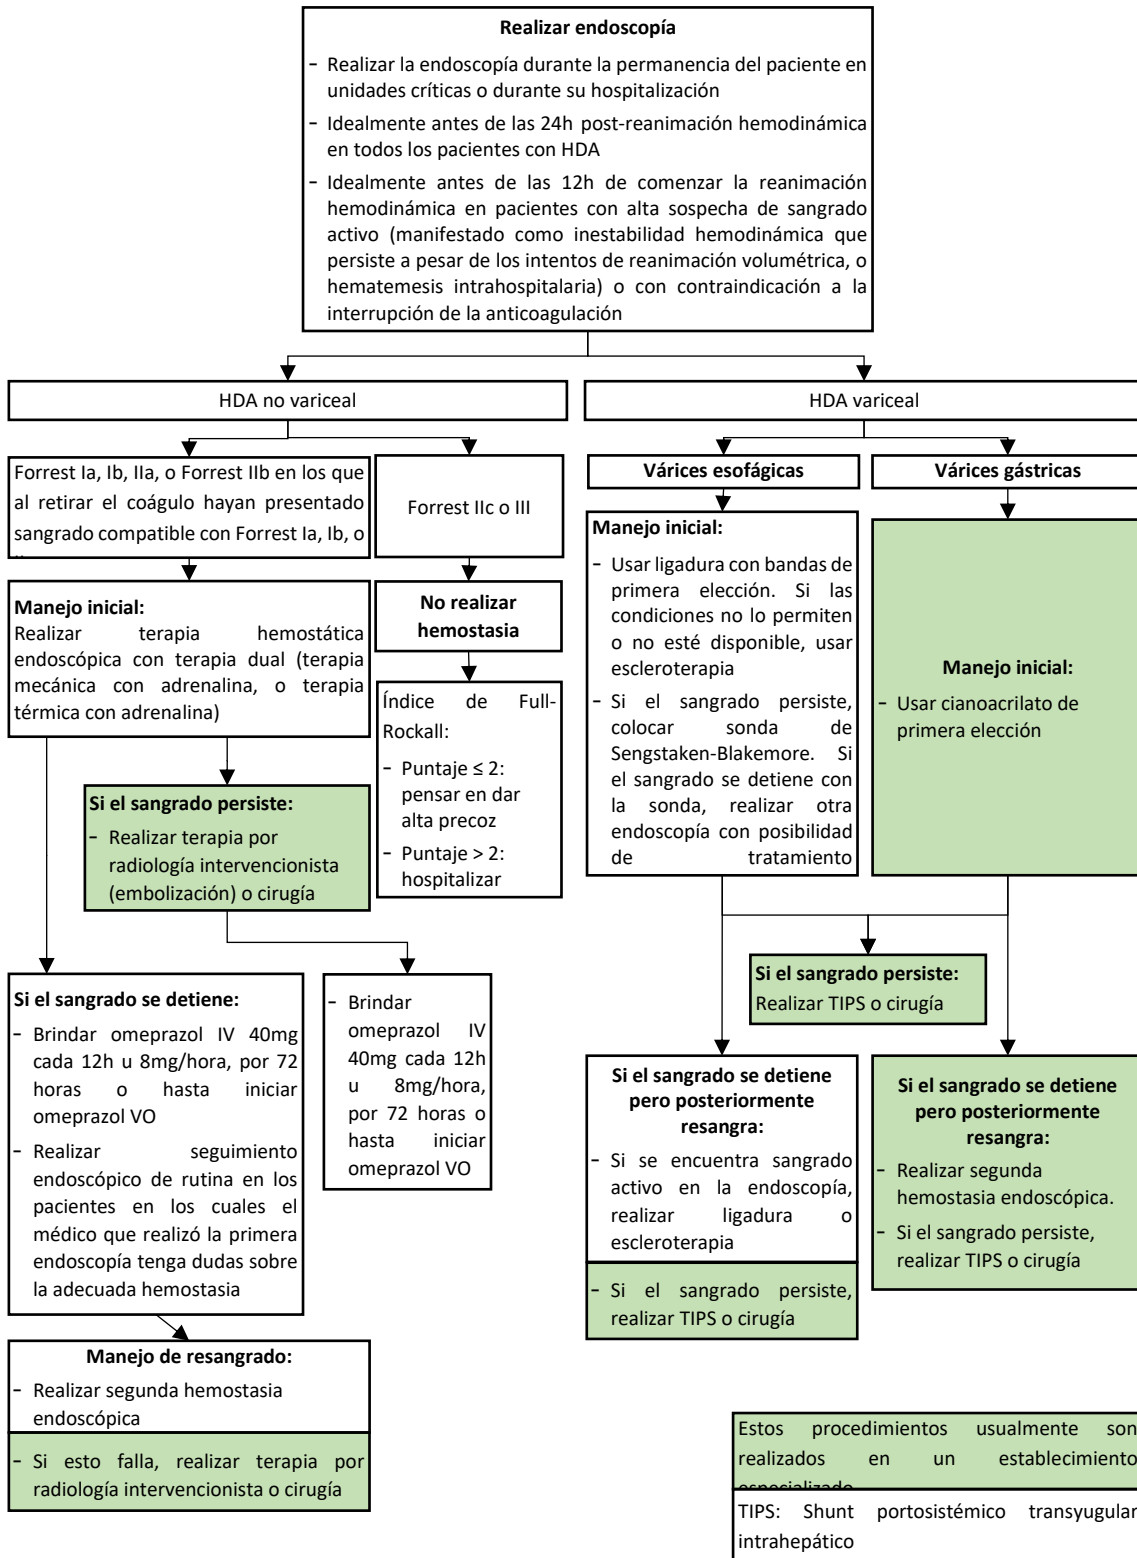 Realizar endoscopía
- Realizar la endoscopía durante la permanencia del paciente en
unidades críticas o durante su hospitalización
- Idealmente antes de las 24h post-reanimación hemodinámica
en todos los pacientes con HDA
- Idealmente antes de las 12h de comenzar la reanimación
hemodinámica en pacientes con alta sospecha de sangrado
activo (manifestado como inestabilidad hemodinámica que
persiste a pesar de los intentos de reanimación volumétrica, o
hematemesis intrahospitalaria) o con contraindicación a la
interrupción de la anticoagulación
HDA no variceal
HDA variceal
Forrest Ia, Ib, IIa, o Forrest IIb en los que
al retirar el coágulo hayan presentado
sangrado compatible con Forrest Ia, Ib, o
Forrest IIc o III
Várices esofágicas
Várices gástricas
Manejo inicial:
Realizar terapia hemostática
endoscópica con terapia dual (terapia
mecánica con adrenalina, o terapia
térmica con adrenalina)
No realizar
hemostasia
Índice de Full-
Rockall:
- Puntaje ≤ 2:
pensar en dar
alta precoz
- Puntaje > 2:
hospitalizar
Manejo inicial:
- Usar ligadura con bandas de
primera elección. Si las
condiciones no lo permiten
o no esté disponible, usar
escleroterapia
- Si el sangrado persiste,
colocar sonda de
Sengstaken-Blakemore. Si
el sangrado se detiene con
la sonda, realizar otra
endoscopía con posibilidad
de tratamiento
Manejo inicial:
- Usar cianoacrilato de
primera elección
Si el sangrado persiste:
- Realizar terapia por
radiología intervencionista
(embolización) o cirugía
Si el sangrado se detiene:
- Brindar omeprazol IV 40mg
cada 12h u 8mg/hora, por 72
horas o hasta iniciar
omeprazol VO
- Realizar seguimiento
endoscópico de rutina en los
pacientes en los cuales el
médico que realizó la primera
endoscopía tenga dudas sobre
la adecuada hemostasia
- Brindar
omeprazol IV
40mg cada 12h
u 8mg/hora,
por 72 horas o
hasta iniciar
omeprazol VO
Si el sangrado persiste:
Realizar TIPS o cirugía
Si el sangrado se detiene
pero posteriormente
resangra:
- Si se encuentra sangrado
activo en la endoscopía,
realizar ligadura o
escleroterapia
- Si el sangrado persiste,
realizar TIPS o cirugía
Si el sangrado se detiene
pero posteriormente
resangra:
- Realizar segunda
hemostasia endoscópica.
- Si el sangrado persiste,
realizar TIPS o cirugía
Manejo de resangrado:
- Realizar segunda hemostasia
endoscópica
- Si esto falla, realizar terapia por
radiología intervencionista o cirugía
Estos procedimientos usualmente son
realizados en un establecimiento
especializado
TIPS: Shunt portosistémico transyugular
intrahepático